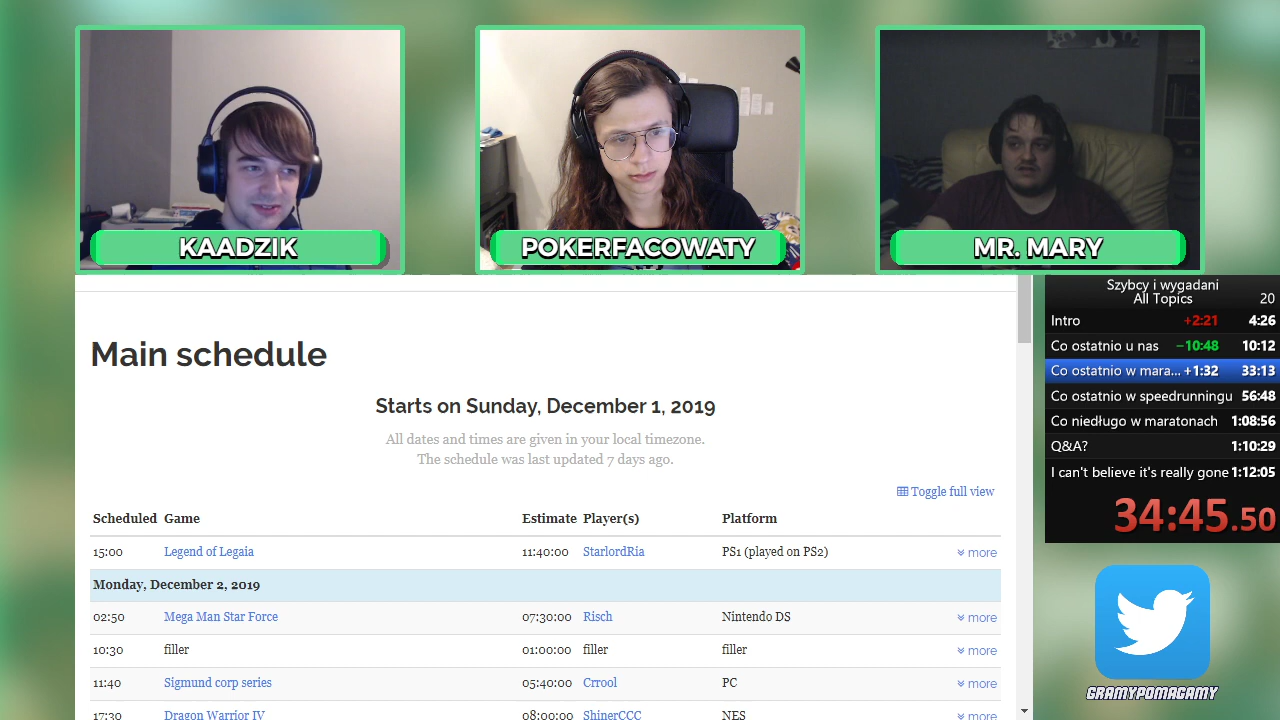 KAADZIK
POKERFACOWATY
MR. MARY
Main schedule
Starts on Sunday, December 1, 2019
All dates and times are given in your local timezone.
The schedule was last updated 7 days ago.
Toggle full view
Scheduled Game Estimate Player(s) Platform
15:00 Legend of Legaia 11:40:00 StarlordRia PS1 (played on PS2) more
Monday, December 2, 2019
02:50 Mega Man Star Force 07:30:00 Risch Nintendo DS more
10:30 filler 01:00:00 filler filler more
11:40 Sigmund corp series 05:40:00 Crrool PC more
17:30 Dragon Warrior IV 08:00:00 ShinerCCC NES more
Szybcy i wygadani
All Topics 20
Intro +2:21 4:26
Co ostatnio u nas −10:48 10:12
Co ostatnio w mara... +1:32 33:13
Co ostatnio w speedrunningu 56:48
Co niedługo w maratonach 1:08:56
Q&A? 1:10:29
I can't believe it's really gone 1:12:05
34:45.50
GRAMYPOMAGAMY